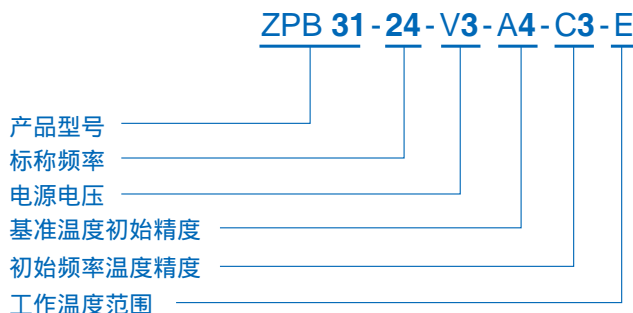 ZPB 31-24-V3-A4-C3-E
产品型号
标称频率
电源电压
基准温度初始精度
初始频率温度精度
工作温度范围